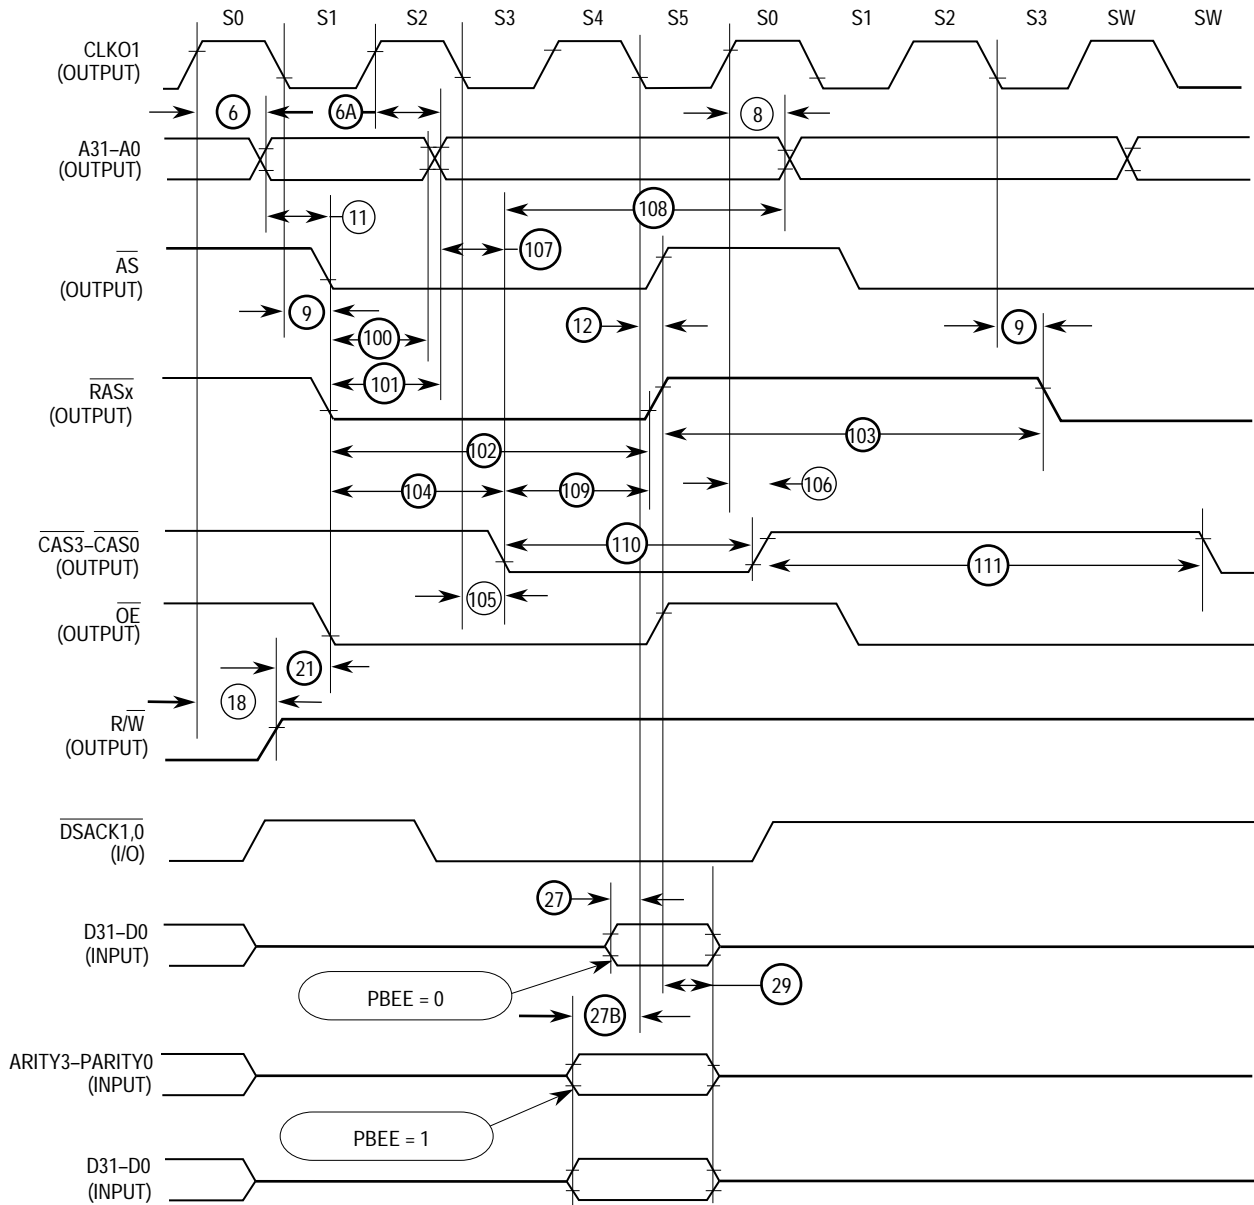 S0 S1 S2 S3 S4 S5 S0 S1 S2 S3 SW SW
CLKO1
(OUTPUT)
6 6A 8
A31–A0
(OUTPUT)
11 108
107
AS
(OUTPUT)
9 100 12 9
RASx
(OUTPUT)
101
102 103
104 109 106
CAS3–CAS0
(OUTPUT)
110 111
105
OE
(OUTPUT)
21
18
R/W
(OUTPUT)
DSACK1,0
(I/O)
27
D31–D0
(INPUT)
PBEE = 0
29
27B
ARITY3–PARITY0
(INPUT)
PBEE = 1
D31–D0
(INPUT)